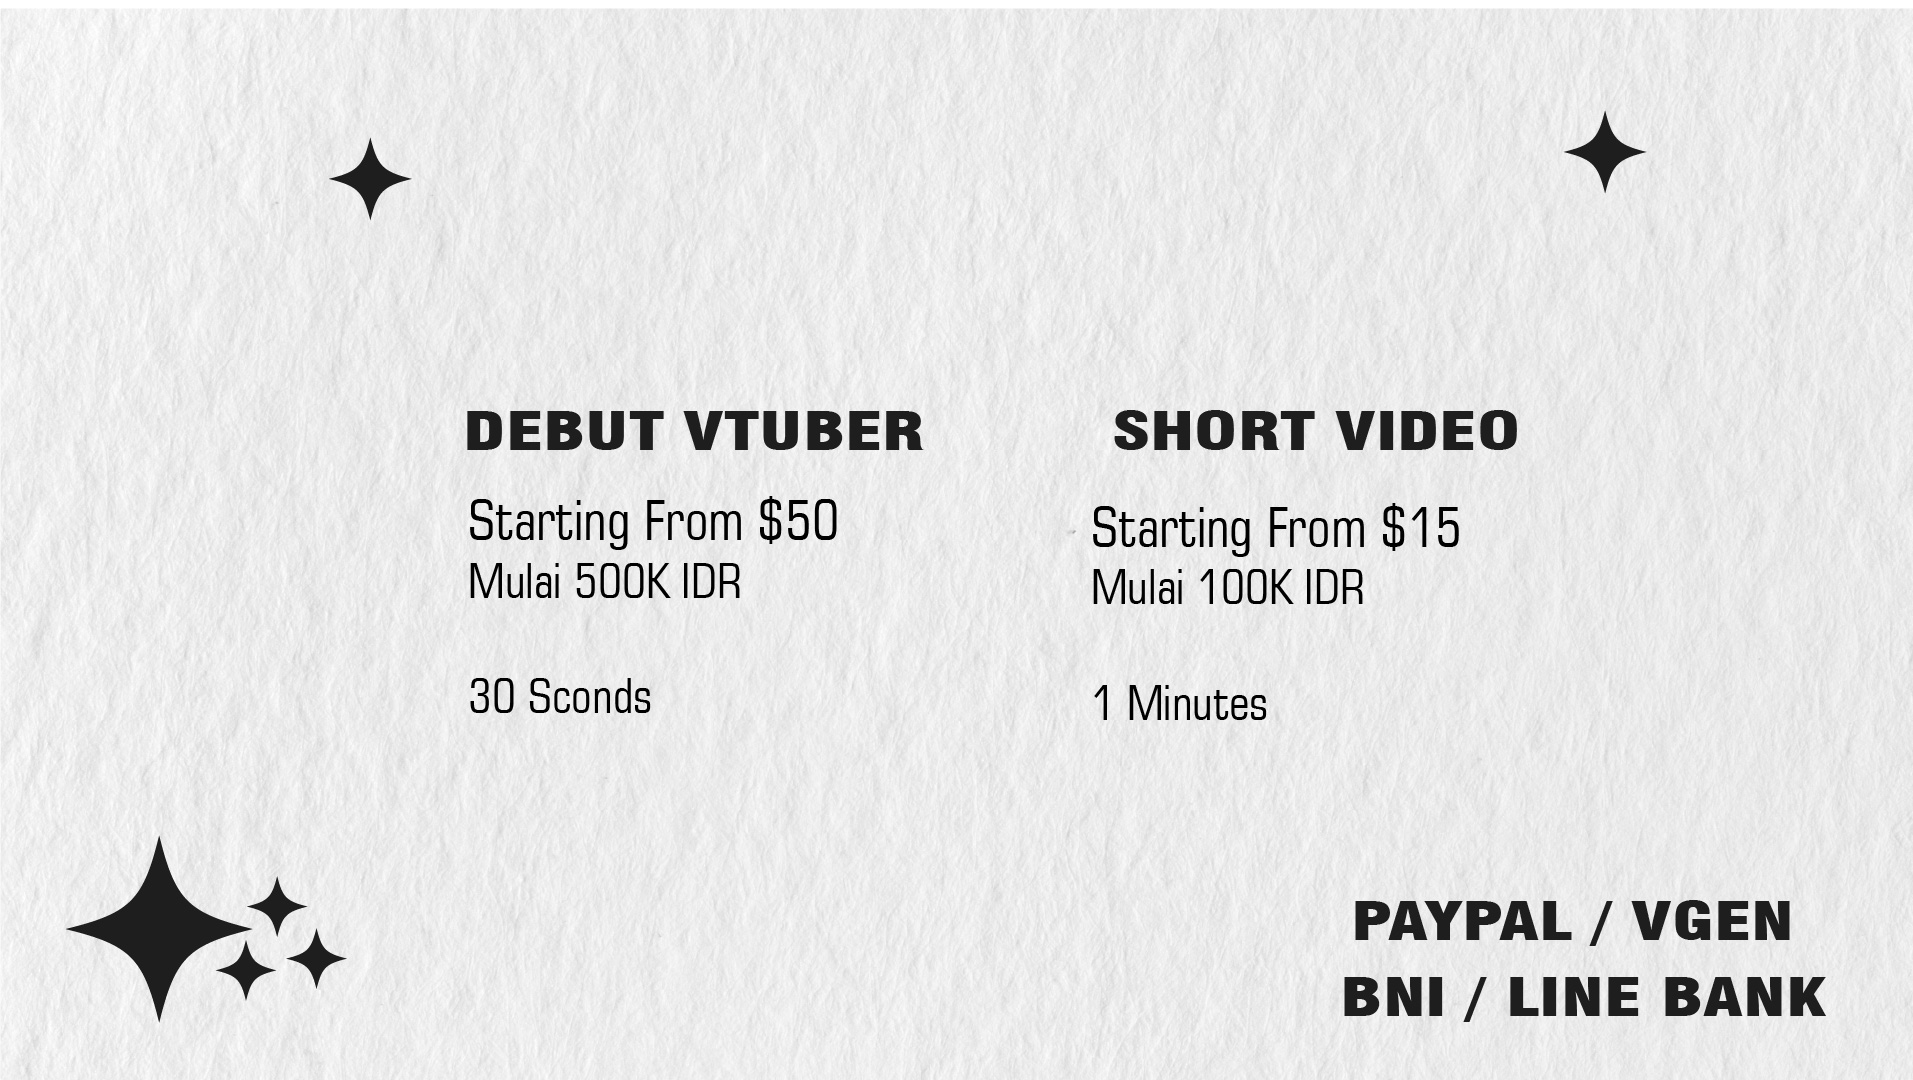 DEBUT VTUBER
Starting From $50
Mulai 500K IDR
30 Sconds
SHORT VIDEO
Starting From $15
Mulai 100K IDR
1 Minutes
PAYPAL / VGEN
BNI / LINE BANK